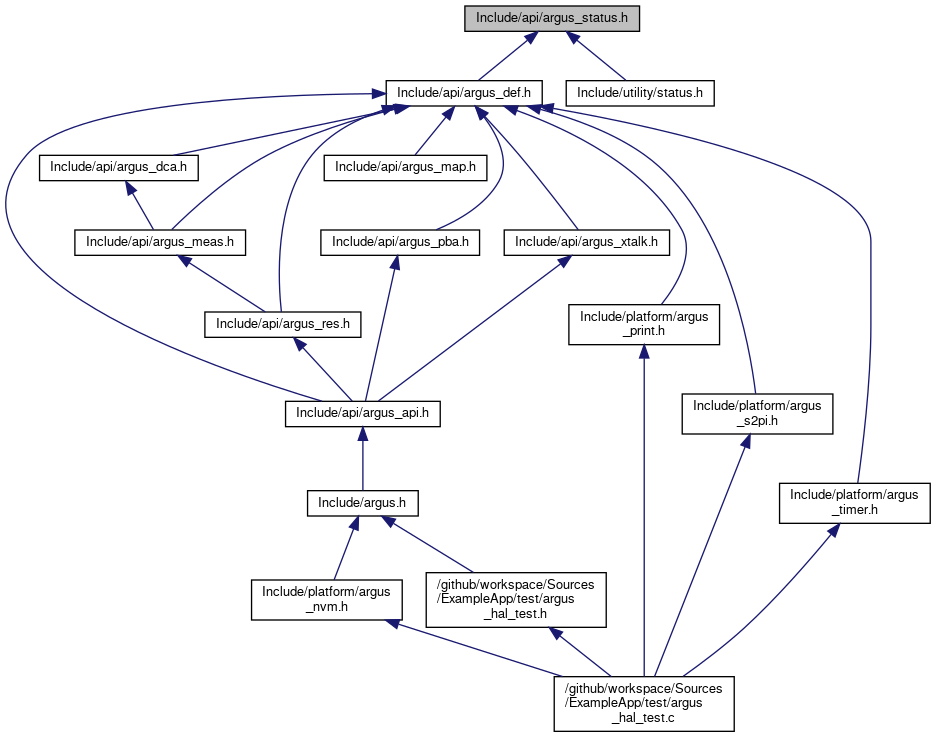 Include/api/argus_status.h
Include/api/argus_def.h
Include/utility/status.h
Include/api/argus_dca.h
Include/api/argus_map.h
Include/api/argus_meas.h
Include/api/argus_pba.h
Include/api/argus_xtalk.h
Include/api/argus_res.h
Include/platform/argus
_print.h
Include/api/argus_api.h
Include/platform/argus
_s2pi.h
Include/argus.h
Include/platform/argus
_timer.h
Include/platform/argus
_nvm.h
/github/workspace/Sources
/ExampleApp/test/argus
_hal_test.h
/github/workspace/Sources
/ExampleApp/test/argus
_hal_test.c